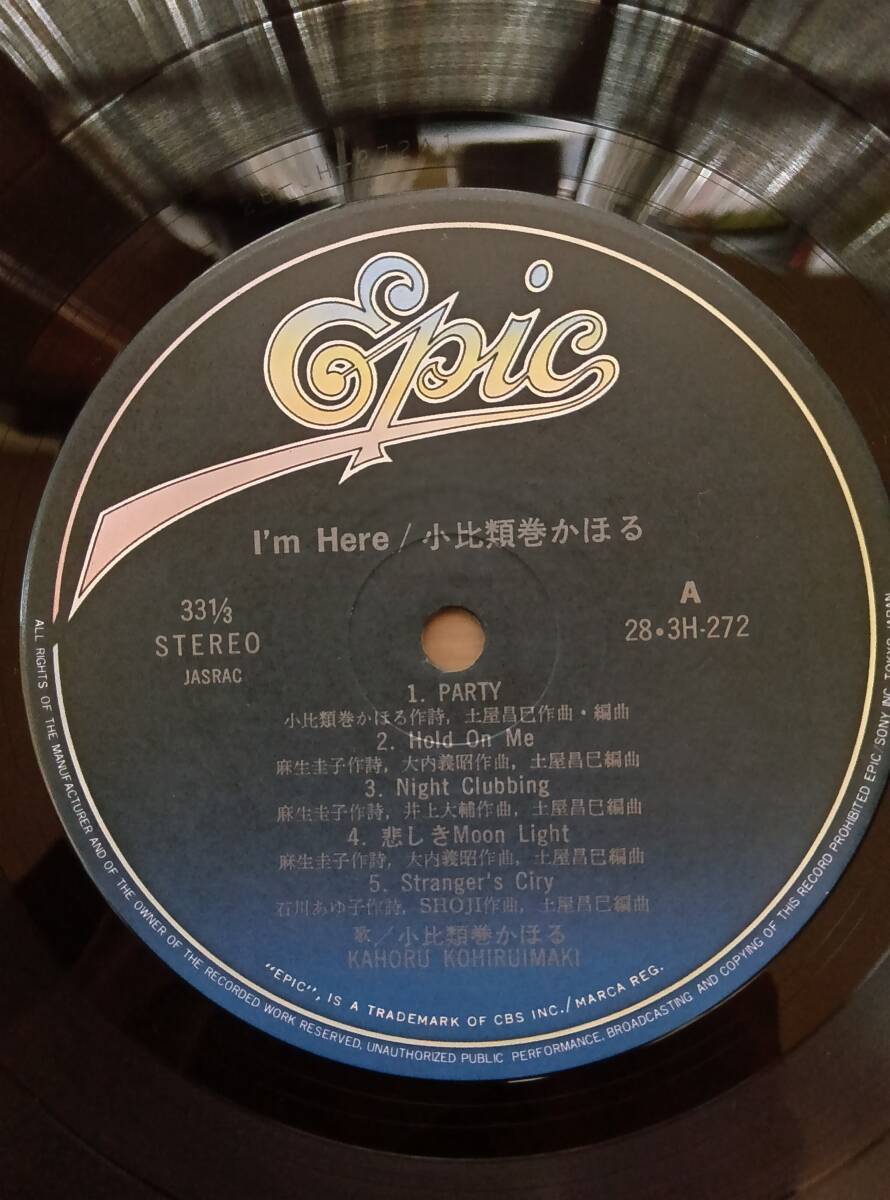 Epic
I'm Here / 小比類巻かほる
33⅓
STEREO
JASRAC
A
28・3H-272
1. PARTY
小比類巻かほる作詩, 土屋昌巳作曲・編曲
2. Hold On Me
麻生圭子作詩, 大内義昭作曲, 土屋昌巳編曲
3. Night Clubbing
麻生圭子作詩, 井上大輔作曲, 土屋昌巳編曲
4. 悲しきMoon Light
麻生圭子作詩, 大内義昭作曲, 土屋昌巳編曲
5. Stranger's Ciry
石川あゆ子作詩, SHOJI作曲, 土屋昌巳編曲
歌／小比類巻かほる
KAHORU KOHIRUIMAKI
"EPIC", IS A TRADEMARK OF CBS INC./MARCA REG.
ALL RIGHTS OF THE MANUFACTURER AND OF THE OWNER OF THE RECORDED WORK RESERVED, UNAUTHORIZED PUBLIC PERFORMANCE, BROADCASTING AND COPYING OF THIS RECORD PROHIBITED EPIC/SONY INC. TOKYO, JAPAN